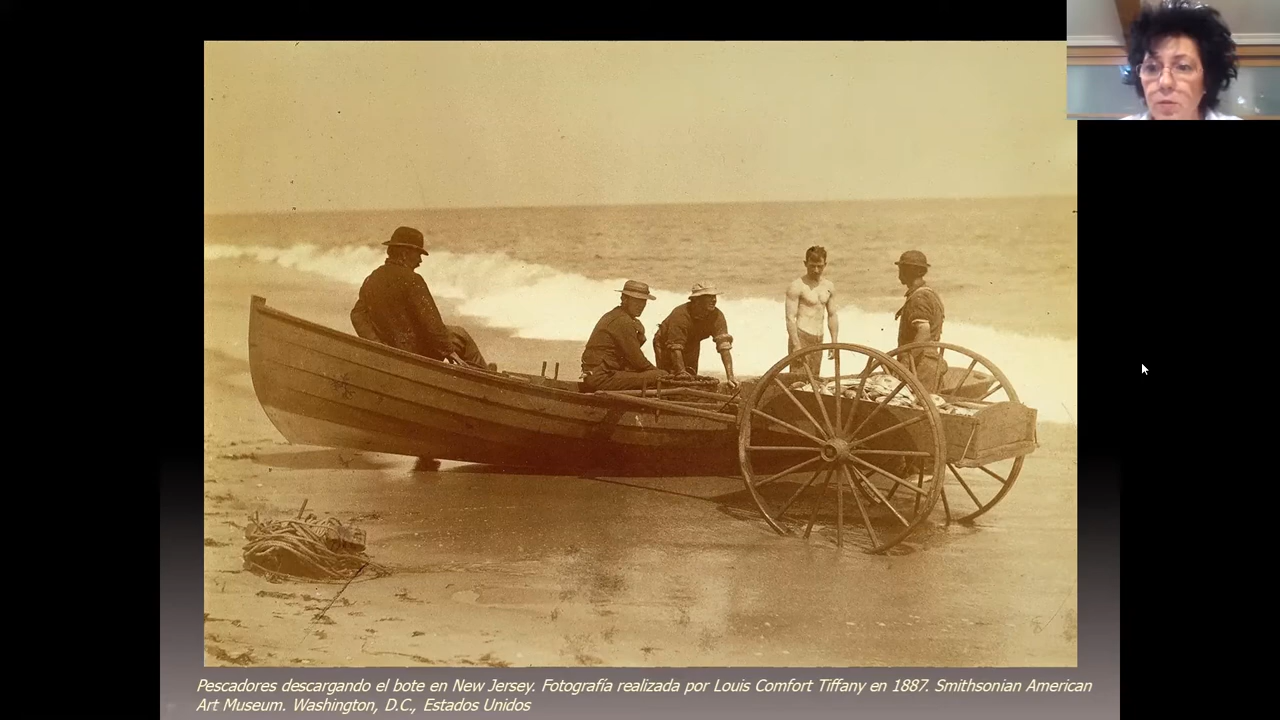 Pescadores descargando el bote en New Jersey. Fotografía realizada por Louis Comfort Tiffany en 1887. Smithsonian American
Art Museum. Washington, D.C., Estados Unidos